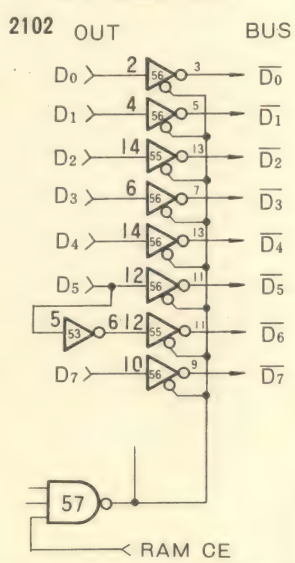 2102 OUT BUS
D0 2 56 3 D0
D1 4 56 5 D1
D2 14 55 13 D2
D3 6 56 7 D3
D4 14 56 13 D4
D5 12 56 11 D5
5 53 6 12 55 11 D6
D7 10 56 9 D7
57
RAM CE